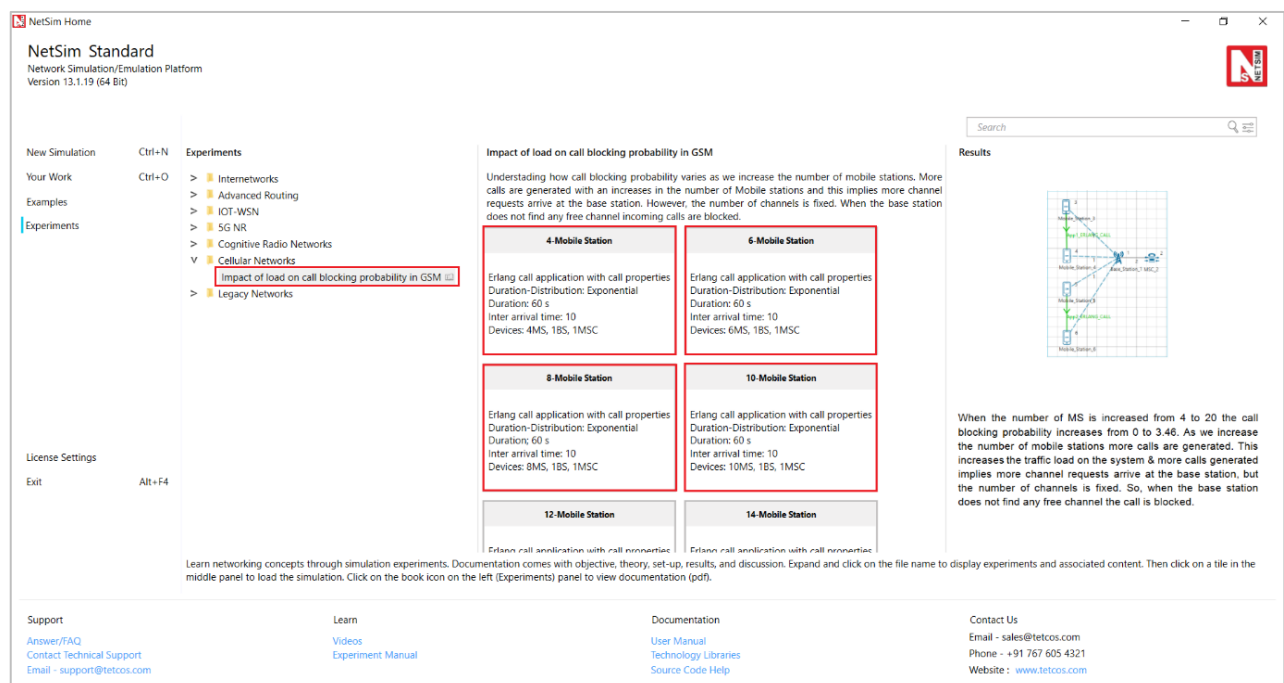 NetSim Home
NetSim Standard
Network Simulation/Emulation Platform
Version 13.1.19 (64 Bit)
NETSIM
Search
New Simulation Ctrl+N
Your Work Ctrl+O
Examples
Experiments
License Settings
Exit Alt+F4
Experiments
> Internetworks
> Advanced Routing
> IOT-WSN
> 5G NR
> Cognitive Radio Networks
v Cellular Networks
Impact of load on call blocking probability in GSM
> Legacy Networks
Impact of load on call blocking probability in GSM
Understading how call blocking probability varies as we increase the number of mobile stations. More
calls are generated with an increases in the number of Mobile stations and this implies more channel
requests arrive at the base station. However, the number of channels is fixed. When the base station
does not find any free channel incoming calls are blocked.
4-Mobile Station
Erlang call application with call properties
Duration-Distribution: Exponential
Duration: 60 s
Inter arrival time: 10
Devices: 4MS, 1BS, 1MSC
6-Mobile Station
Erlang call application with call properties
Duration-Distribution: Exponential
Duration: 60 s
Inter arrival time: 10
Devices: 6MS, 1BS, 1MSC
8-Mobile Station
Erlang call application with call properties
Duration-Distribution: Exponential
Duration; 60 s
Inter arrival time: 10
Devices: 8MS, 1BS, 1MSC
10-Mobile Station
Erlang call application with call properties
Duration-Distribution: Exponential
Duration: 60 s
Inter arrival time: 10
Devices: 10MS, 1BS, 1MSC
12-Mobile Station
Erlang call application with call properties
14-Mobile Station
Erlang call application with call properties
Results
When the number of MS is increased from 4 to 20 the call
blocking probability increases from 0 to 3.46. As we increase
the number of mobile stations more calls are generated. This
increases the traffic load on the system & more calls generated
implies more channel requests arrive at the base station, but
the number of channels is fixed. So, when the base station
does not find any free channel the call is blocked.
Learn networking concepts through simulation experiments. Documentation comes with objective, theory, set-up, results, and discussion. Expand and click on the file name to display experiments and associated content. Then click on a tile in the
middle panel to load the simulation. Click on the book icon on the left (Experiments) panel to view documentation (pdf).
Support
Answer/FAQ
Contact Technical Support
Email - support@tetcos.com
Learn
Videos
Experiment Manual
Documentation
User Manual
Technology Libraries
Source Code Help
Contact Us
Email - sales@tetcos.com
Phone - +91 767 605 4321
Website : www.tetcos.com